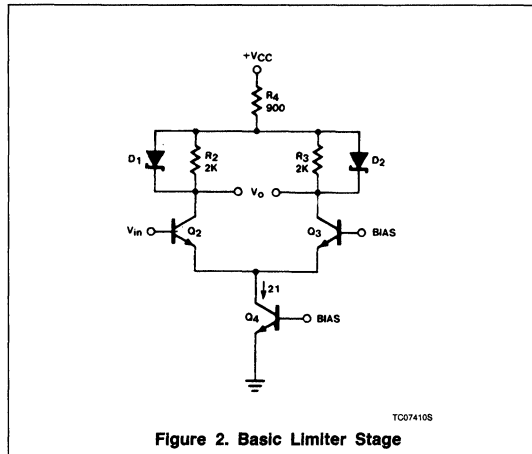 +VCC
R4
900
D1
R2
2K
R3
2K
D2
Vo
Vin
Q2
Q3
BIAS
21
Q4
BIAS
TC07410S
Figure 2. Basic Limiter Stage